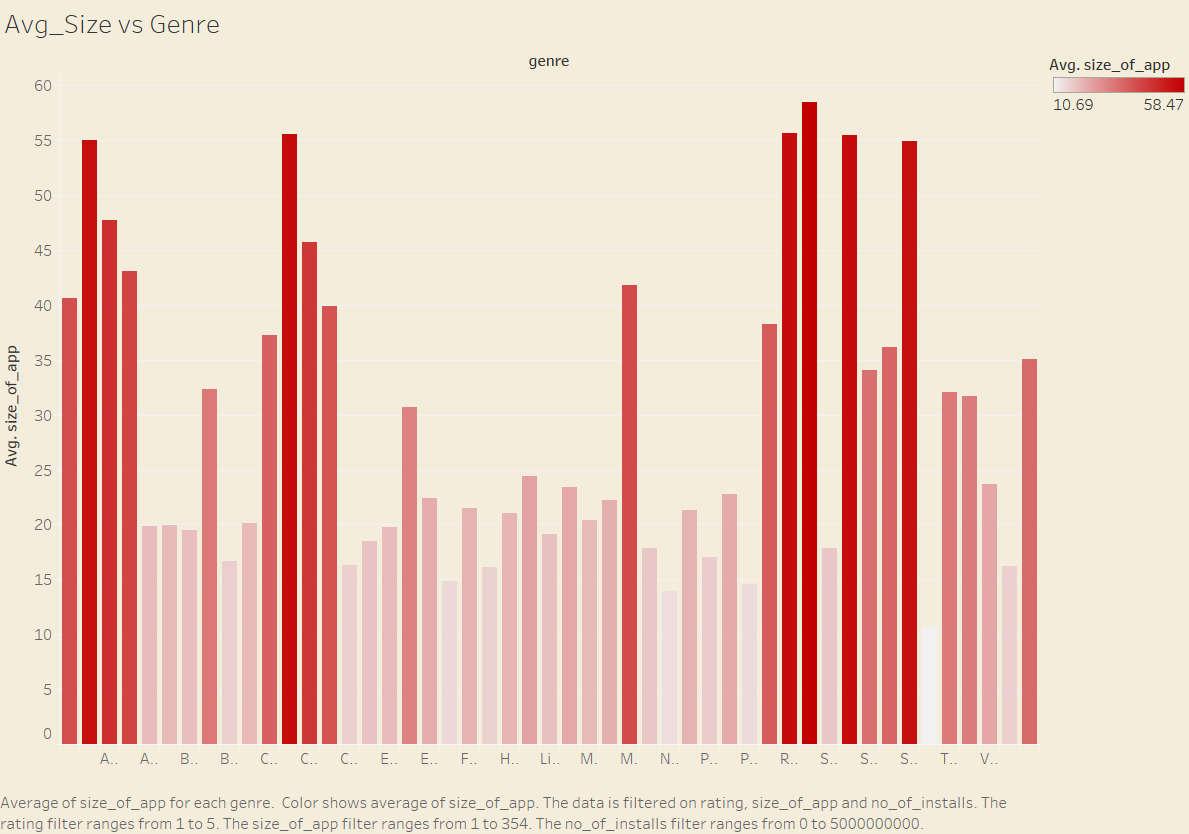 Avg_Size vs Genre
genre
Avg. size_of_app
10.69 58.47
60
55
50
45
40
35
30
25
20
15
10
5
0
Avg. size_of_app
A.. A.. B.. B.. C.. C.. C.. E.. E.. F.. H.. Li.. M. M. N.. P.. P.. R.. S.. S.. S.. T.. V..
Average of size_of_app for each genre.  Color shows average of size_of_app. The data is filtered on rating, size_of_app and no_of_installs. The
rating filter ranges from 1 to 5. The size_of_app filter ranges from 1 to 354. The no_of_installs filter ranges from 0 to 5000000000.